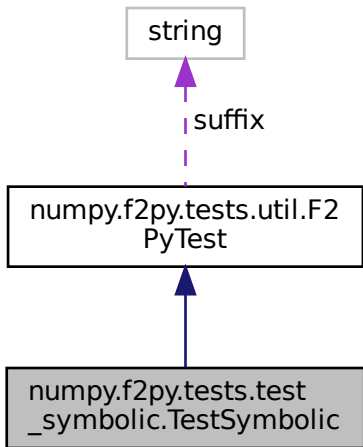 string
suffix
numpy.f2py.tests.util.F2
PyTest
numpy.f2py.tests.test
_symbolic.TestSymbolic